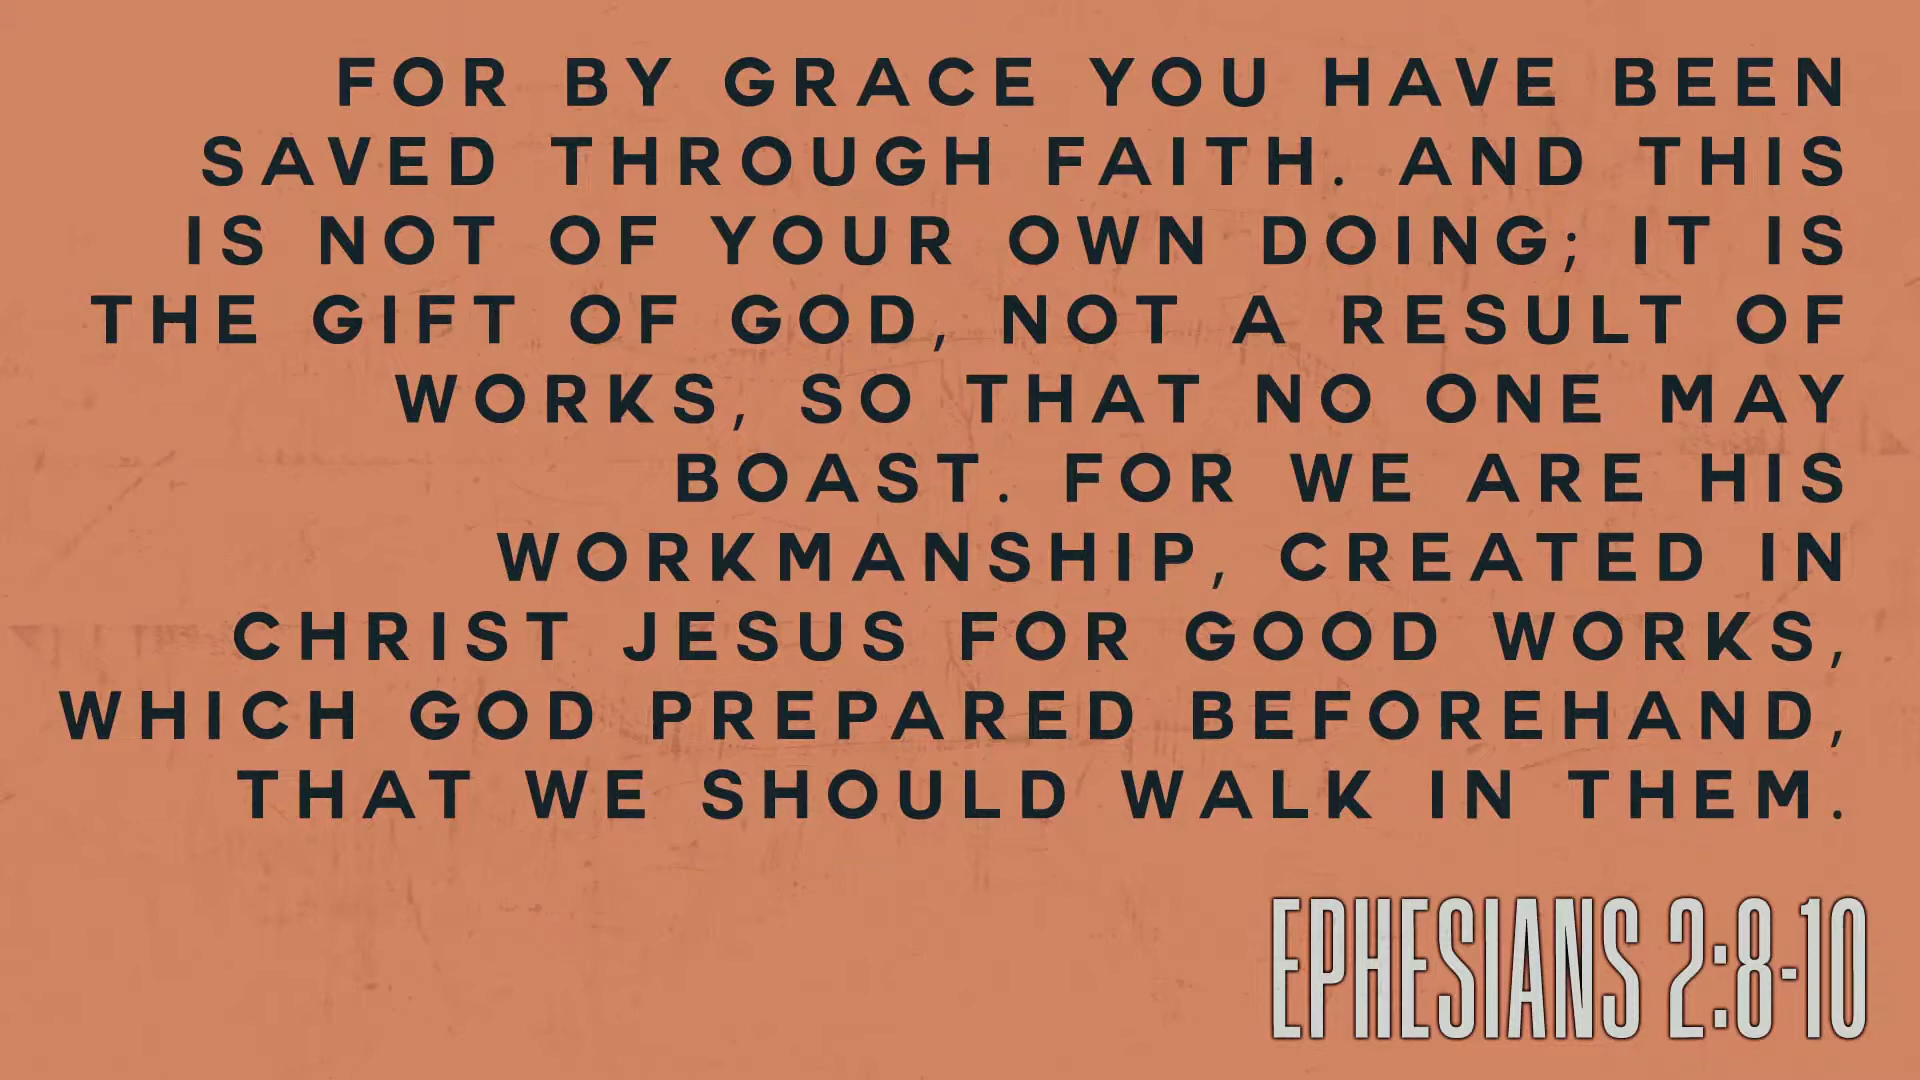 FOR BY GRACE YOU HAVE BEEN
SAVED THROUGH FAITH. AND THIS
IS NOT OF YOUR OWN DOING; IT IS
THE GIFT OF GOD, NOT A RESULT OF
WORKS, SO THAT NO ONE MAY
BOAST. FOR WE ARE HIS
WORKMANSHIP, CREATED IN
CHRIST JESUS FOR GOOD WORKS,
WHICH GOD PREPARED BEFOREHAND,
THAT WE SHOULD WALK IN THEM.
EPHESIANS 2:8-10